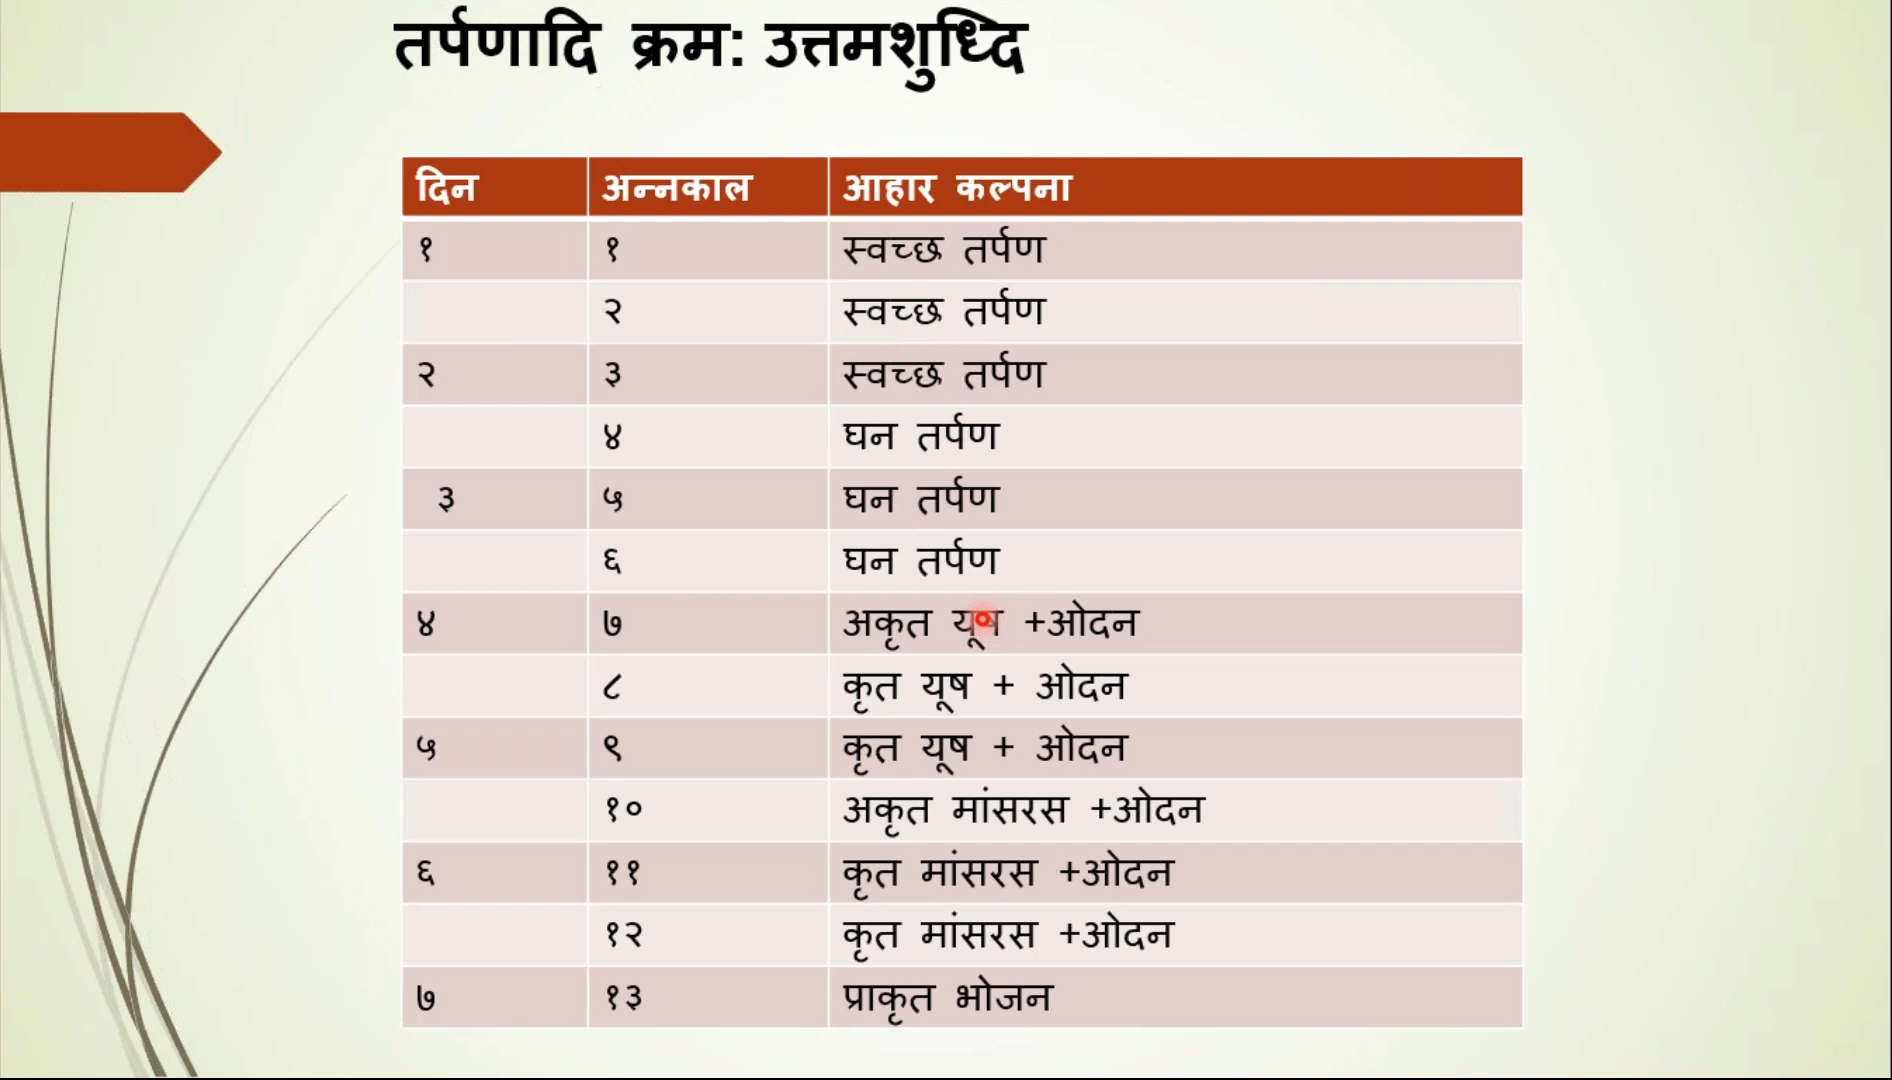 तर्पणादि क्रम: उत्तमशुध्दि
दिन अन्नकाल आहार कल्पना
१ १ स्वच्छ तर्पण
२ स्वच्छ तर्पण
२ ३ स्वच्छ तर्पण
४ घन तर्पण
३ ५ घन तर्पण
६ घन तर्पण
४ ७ अकृत यूष +ओदन
८ कृत यूष + ओदन
५ ९ कृत यूष + ओदन
१० अकृत मांसरस +ओदन
६ ११ कृत मांसरस +ओदन
१२ कृत मांसरस +ओदन
७ १३ प्राकृत भोजन